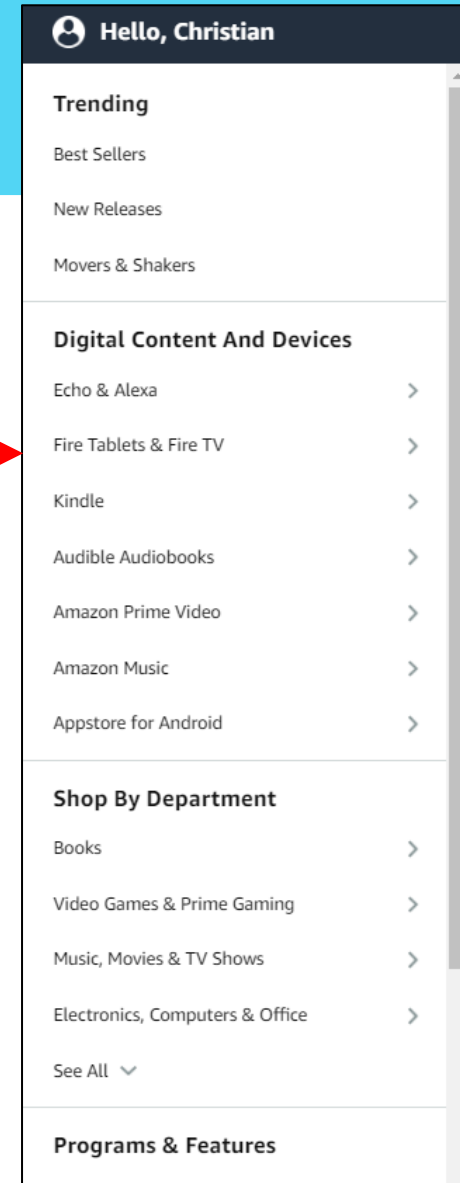 Hello, Christian
Trending
Best Sellers
New Releases
Movers & Shakers
Digital Content And Devices
Echo & Alexa
Fire Tablets & Fire TV
Kindle
Audible Audiobooks
Amazon Prime Video
Amazon Music
Appstore for Android
Shop By Department
Books
Video Games & Prime Gaming
Music, Movies & TV Shows
Electronics, Computers & Office
See All
Programs & Features